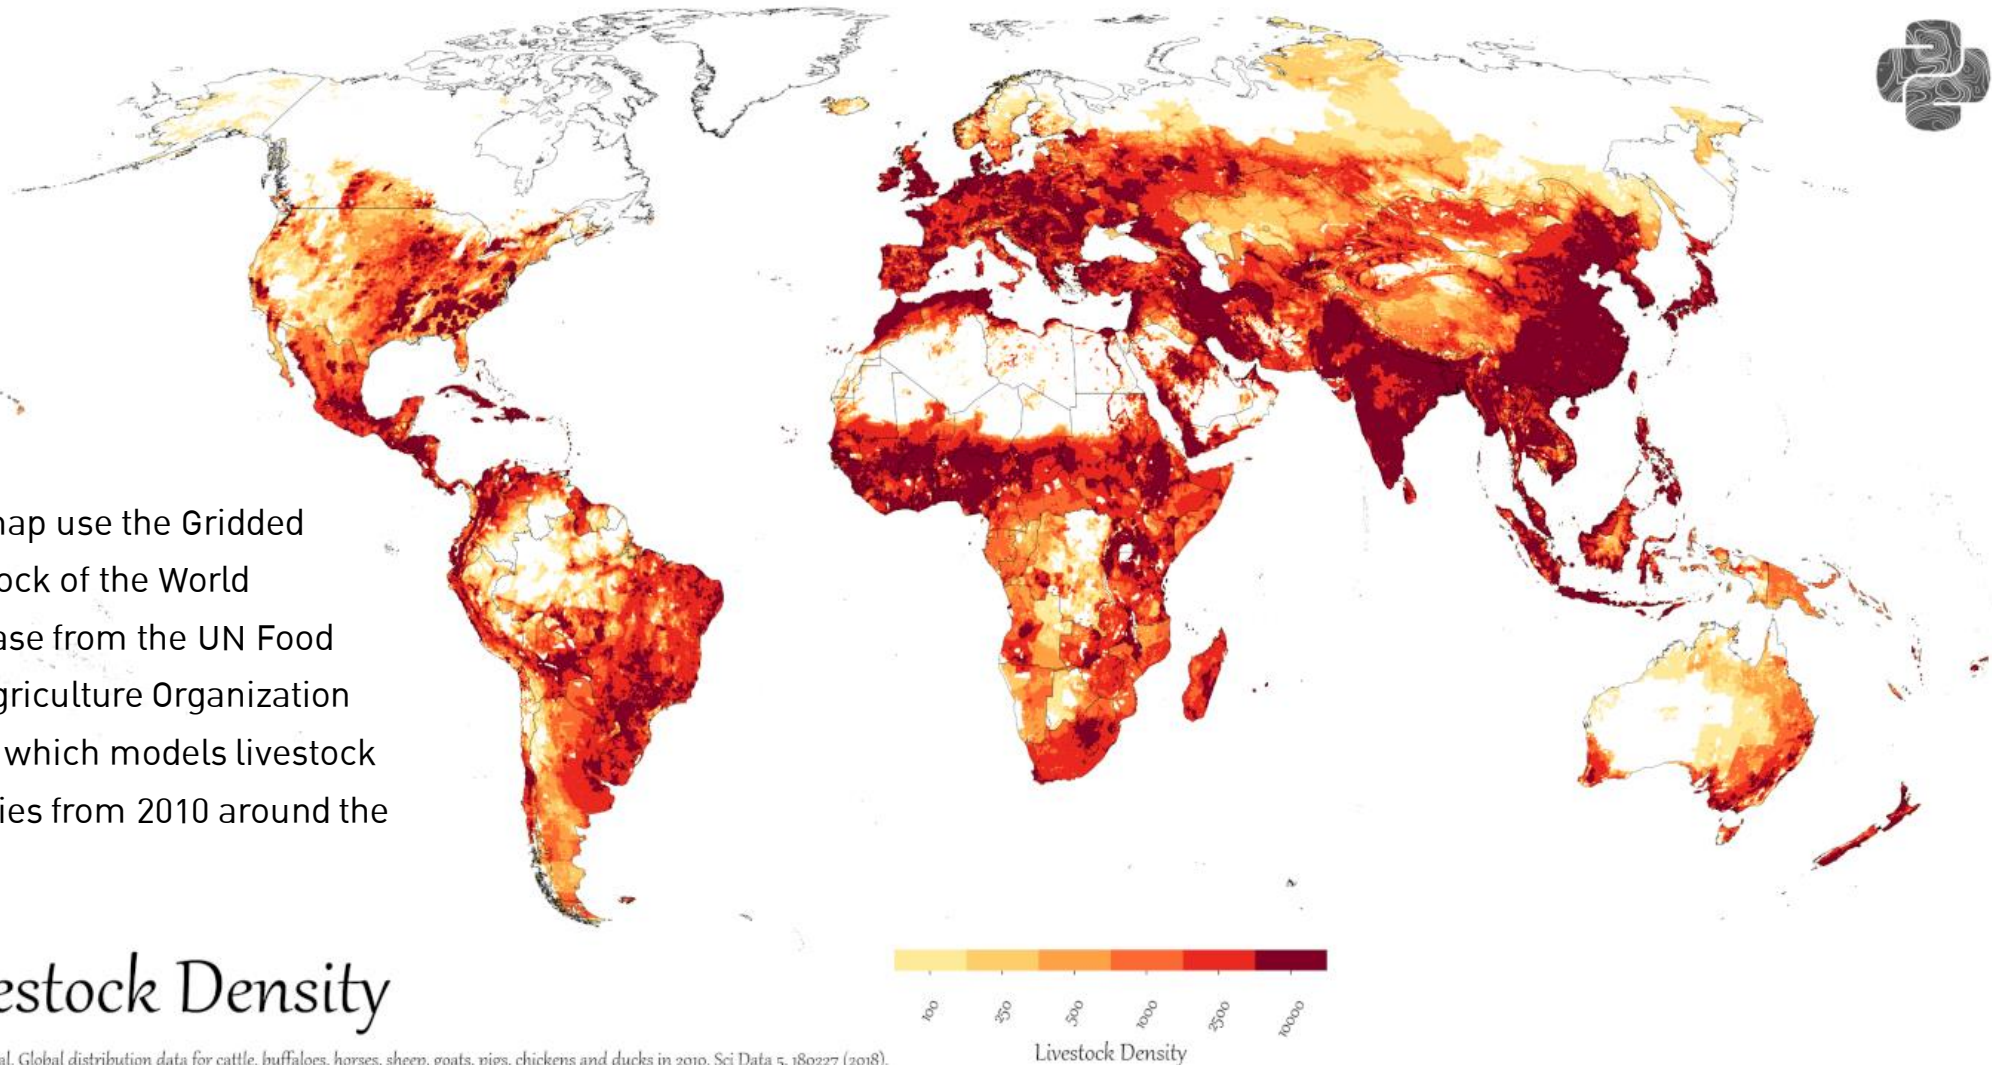 nap use the Gridded
ock of the World
ase from the UN Food
griculture Organization
which models livestock
ies from 2010 around the
estock Density
al. Global distribution data for cattle, buffaloes, horses, sheep, goats, pigs, chickens and ducks in 2010. Sci Data 5, 180227 (2018).
100 250 500 1000 2500 10000
Livestock Density